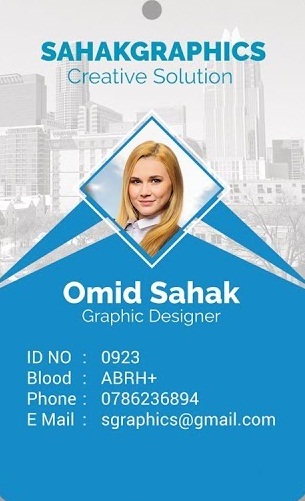 SAHAKGRAPHICS
Creative Solution
Omid Sahak
Graphic Designer
ID NO : 0923
Blood : ABRH+
Phone : 0786236894
E Mail : sgraphics@gmail.com